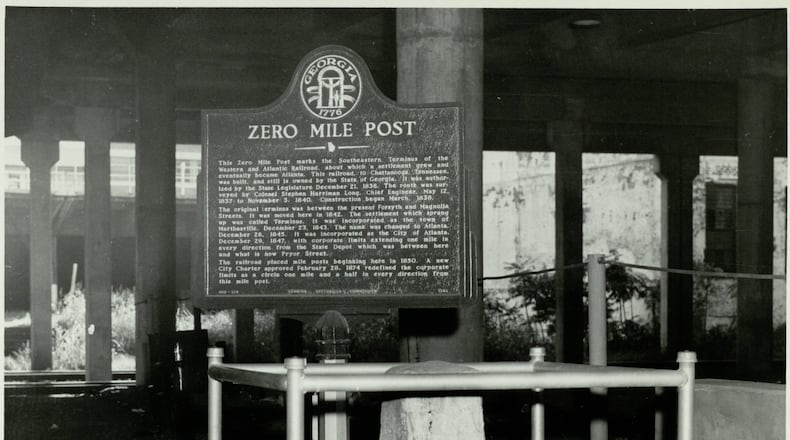 GEORGIA
1776
ZERO MILE POST
This Zero Mile Post marks the Southeastern Terminus of the
Western and Atlantic Railroad, about which a settlement grew and
eventually became Atlanta. This railroad, to Chattanooga, Tennessee,
was built, and still is owned by the State of Georgia. It was author-
ized by the State Legislature December 21, 1836. The route was sur-
veyed by Colonel Stephen Harriman Long, Chief Engineer, May 12,
1837 to November 3, 1840. Construction began March, 1838.
The original terminus was between the present Forsyth and Magnolia
Streets. It was moved here in 1842. The settlement which sprang
up was called Terminus. It was incorporated as the town of
Marthasville, December 23, 1843. The name was changed to Atlanta,
December 26, 1845. It was incorporated as the City of Atlanta,
December 29, 1847, with corporate limits extending one mile in
every direction from the State Depot which was between here
and what is now Pryor Street.
The railroad placed mile posts beginning here in 1850. A new
City Charter approved February 28, 1874 redefined the corporate
limits as a circle one mile and a half in every direction from
this mile post.
GEORGIA HISTORICAL COMMISSION